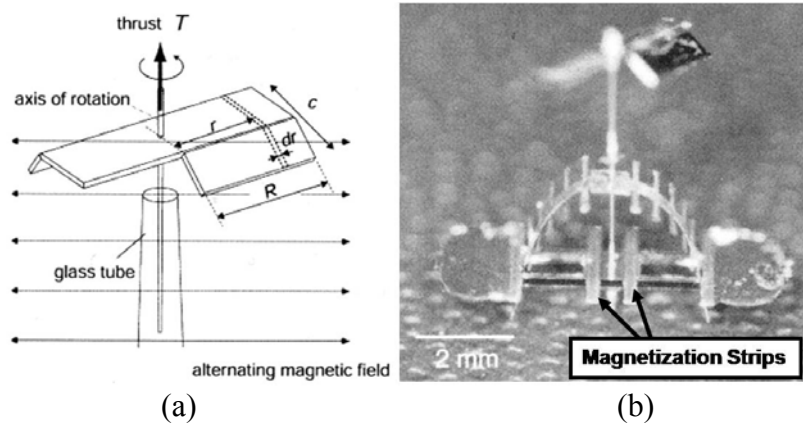 thrust T
axis of rotation
c
r
dr
R
glass tube
alternating magnetic field
2 mm
Magnetization Strips
(a)
(b)